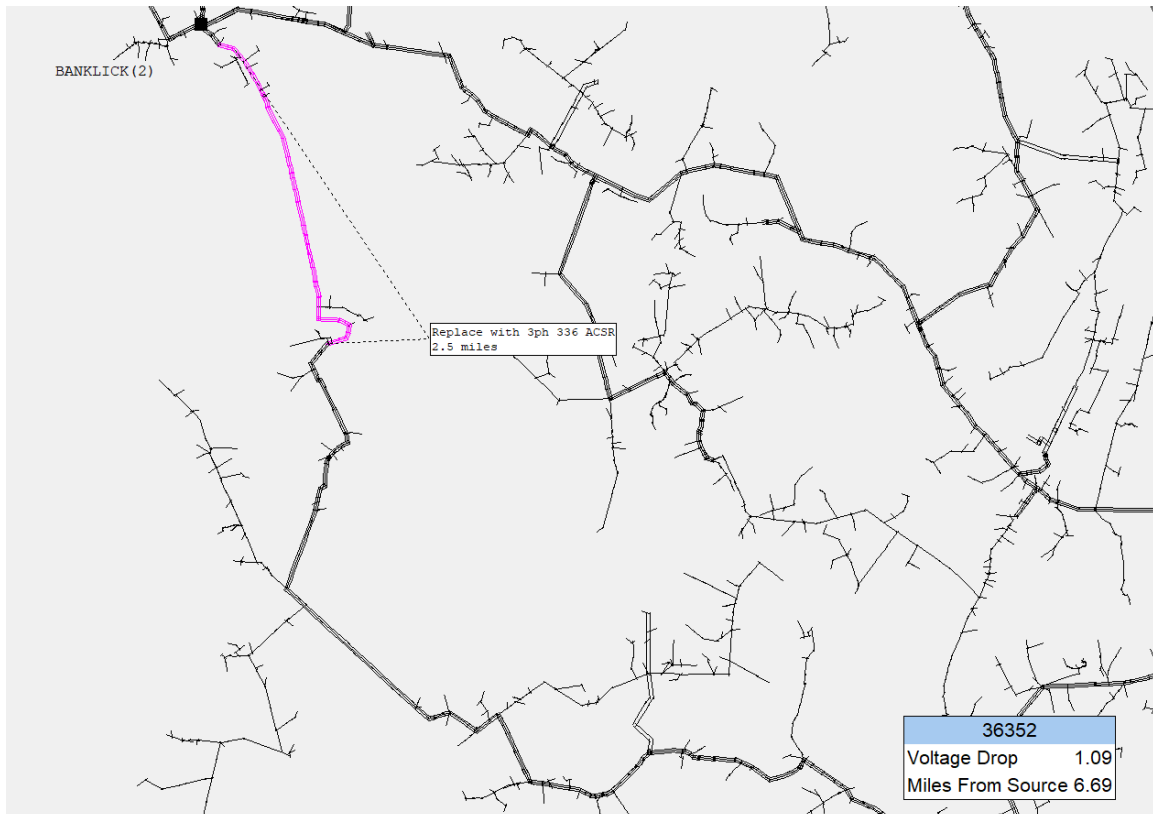 BANKLICK(2)
Replace with 3ph 336 ACSR
2.5 miles
36352
Voltage Drop 1.09
Miles From Source 6.69